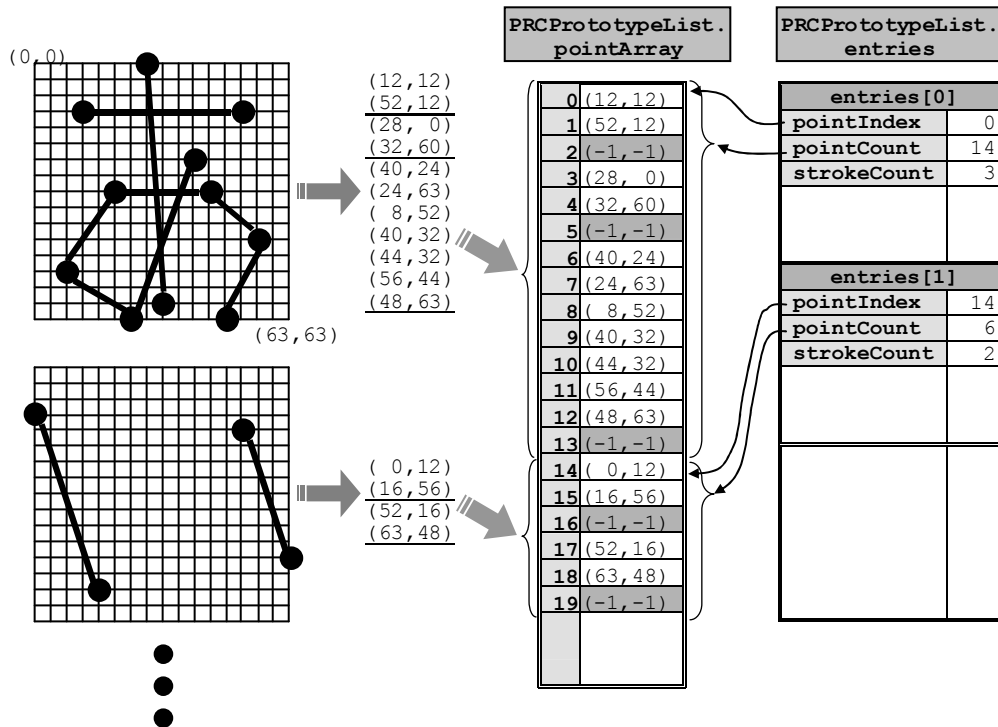 (0,0)
(63,63)
(12,12)
(52,12)
(28, 0)
(32,60)
(40,24)
(24,63)
( 8,52)
(40,32)
(44,32)
(56,44)
(48,63)
( 0,12)
(16,56)
(52,16)
(63,48)
PRCPrototypeList.
pointArray
0 (12,12)
1 (52,12)
2 (-1,-1)
3 (28, 0)
4 (32,60)
5 (-1,-1)
6 (40,24)
7 (24,63)
8 ( 8,52)
9 (40,32)
10 (44,32)
11 (56,44)
12 (48,63)
13 (-1,-1)
14 ( 0,12)
15 (16,56)
16 (-1,-1)
17 (52,16)
18 (63,48)
19 (-1,-1)
PRCPrototypeList.
entries
entries[0]
pointIndex 0
pointCount 14
strokeCount 3
entries[1]
pointIndex 14
pointCount 6
strokeCount 2